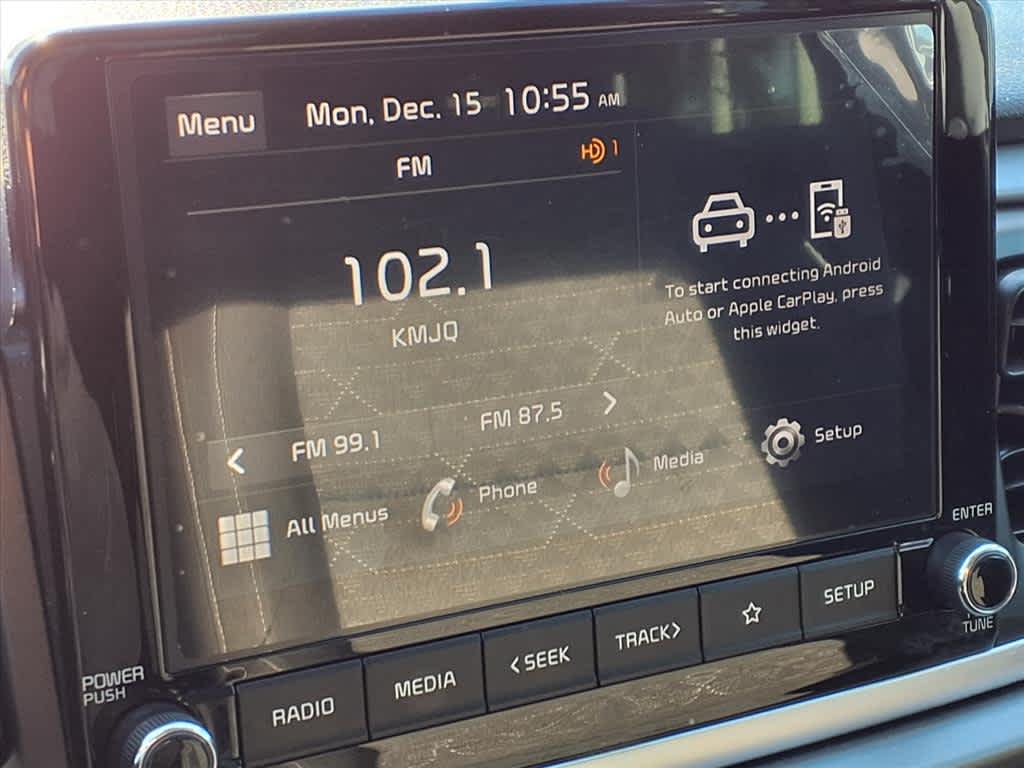 Menu
Mon, Dec. 15 10:55 AM
FM
HD 1
102.1
KMJQ
To start connecting Android
Auto or Apple CarPlay, press
this widget.
FM 99.1
FM 87.5
All Menus
Phone
Media
Setup
POWER
PUSH
RADIO
MEDIA
SEEK
TRACK
SETUP
ENTER
TUNE